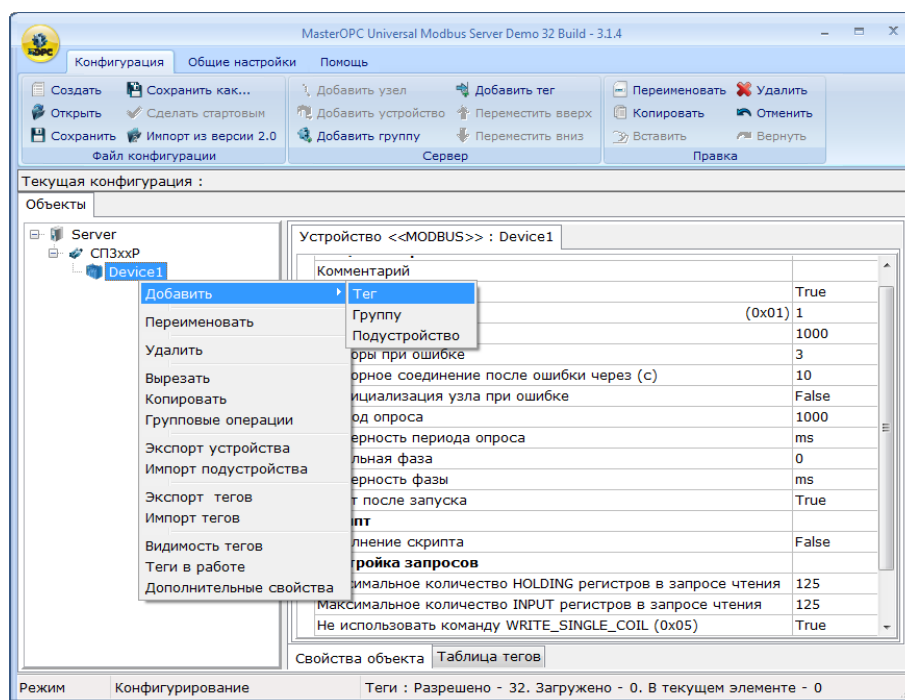 MasterOPC Universal Modbus Server Demo 32 Build - 3.1.4
Конфигурация Общие настройки Помощь
Создать Сохранить как... Добавить узел Добавить тег Переименовать Удалить
Открыть Сделать стартовым Добавить устройство Переместить вверх Копировать Отменить
Сохранить Импорт из версии 2.0 Добавить группу Переместить вниз Вставить Вернуть
Файл конфигурации Сервер Правка
Текущая конфигурация :
Объекты
Server
СП3xxР
Device1
Устройство <<MODBUS>> : Device1
Комментарий
True
(0x01) 1
1000
оры при ошибке 3
орное соединение после ошибки через (с) 10
ициализация узла при ошибке False
од опроса 1000
ерность периода опроса ms
льная фаза 0
ерность фазы ms
т после запуска True
пт
лнение скрипта False
ройка запросов
симальное количество HOLDING регистров в запросе чтения 125
Максимальное количество INPUT регистров в запросе чтения 125
Не использовать команду WRITE_SINGLE_COIL (0x05) True
Добавить
Переименовать
Удалить
Вырезать
Копировать
Групповые операции
Экспорт устройства
Импорт подустройства
Экспорт тегов
Импорт тегов
Видимость тегов
Теги в работе
Дополнительные свойства
Тег
Группу
Подустройство
Свойства объекта Таблица тегов
Режим Конфигурирование Теги : Разрешено - 32. Загружено - 0. В текущем элементе - 0